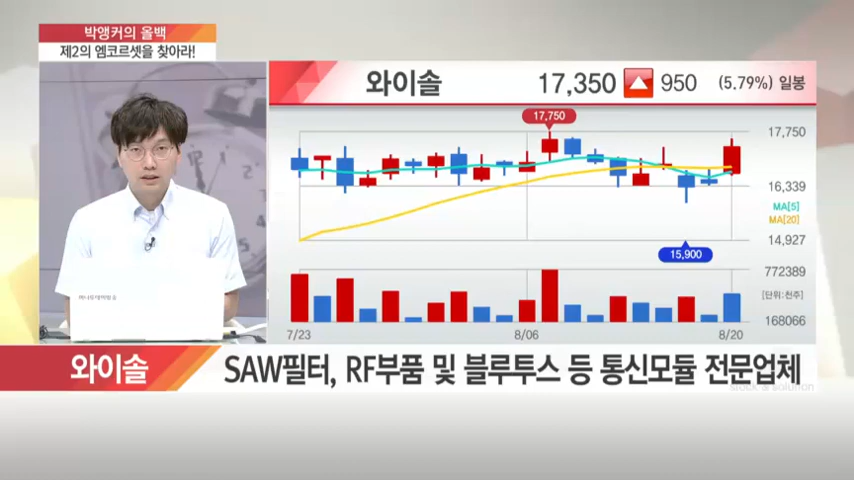 박앵커의 올백
제2의 엠코르셋을 찾아라!
와이솔 17,350 950 (5.79%) 일봉
17,750
17,750
16,339
MA[5]
MA[20]
14,927
15,900
772389
[단위:천주]
168066
7/23 8/06 8/20
와이솔 SAW필터, RF부품 및 블루투스 등 통신모듈 전문업체
stock & solution